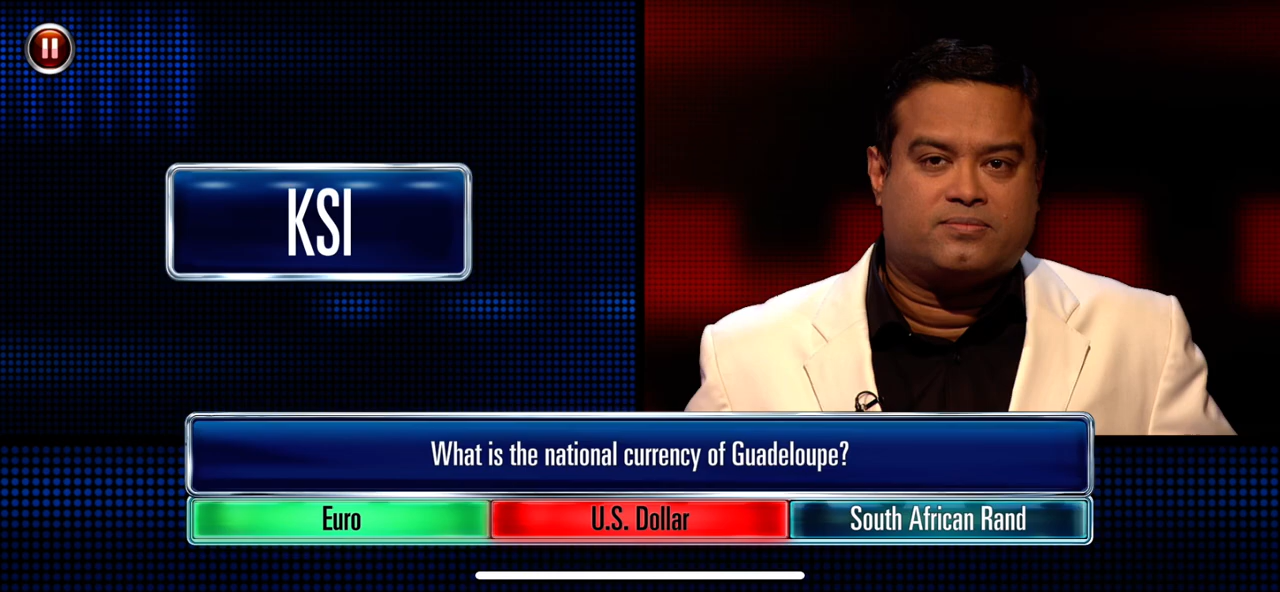 KSI
What is the national currency of Guadeloupe?
Euro
U.S. Dollar
South African Rand